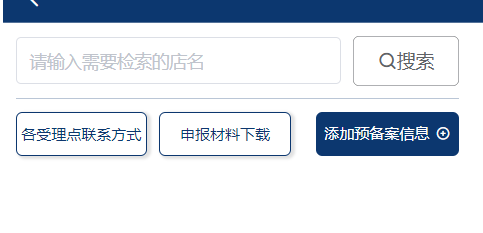 请输入需要检索的店名
搜索
各受理点联系方式
申报材料下载
添加预备案信息